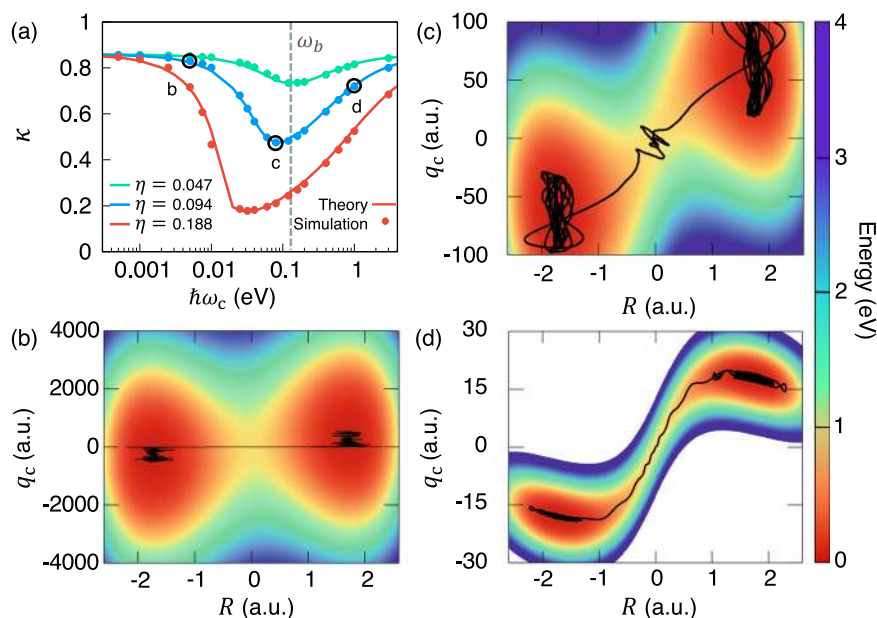 (a)
κ
1
0.8
0.6
0.4
0.2
0
ω_b
b
c
d
η = 0.047
η = 0.094
η = 0.188
Theory
Simulation
0.001
0.01
0.1
1
ℏω_c (eV)
(b)
q_c (a.u.)
4000
2000
0
-2000
-4000
-2
-1
0
1
2
R (a.u.)
(c)
q_c (a.u.)
100
50
0
-50
-100
-2
-1
0
1
2
R (a.u.)
(d)
q_c (a.u.)
30
15
0
-15
-30
-2
-1
0
1
2
R (a.u.)
4
3
2
1
0
Energy (eV)